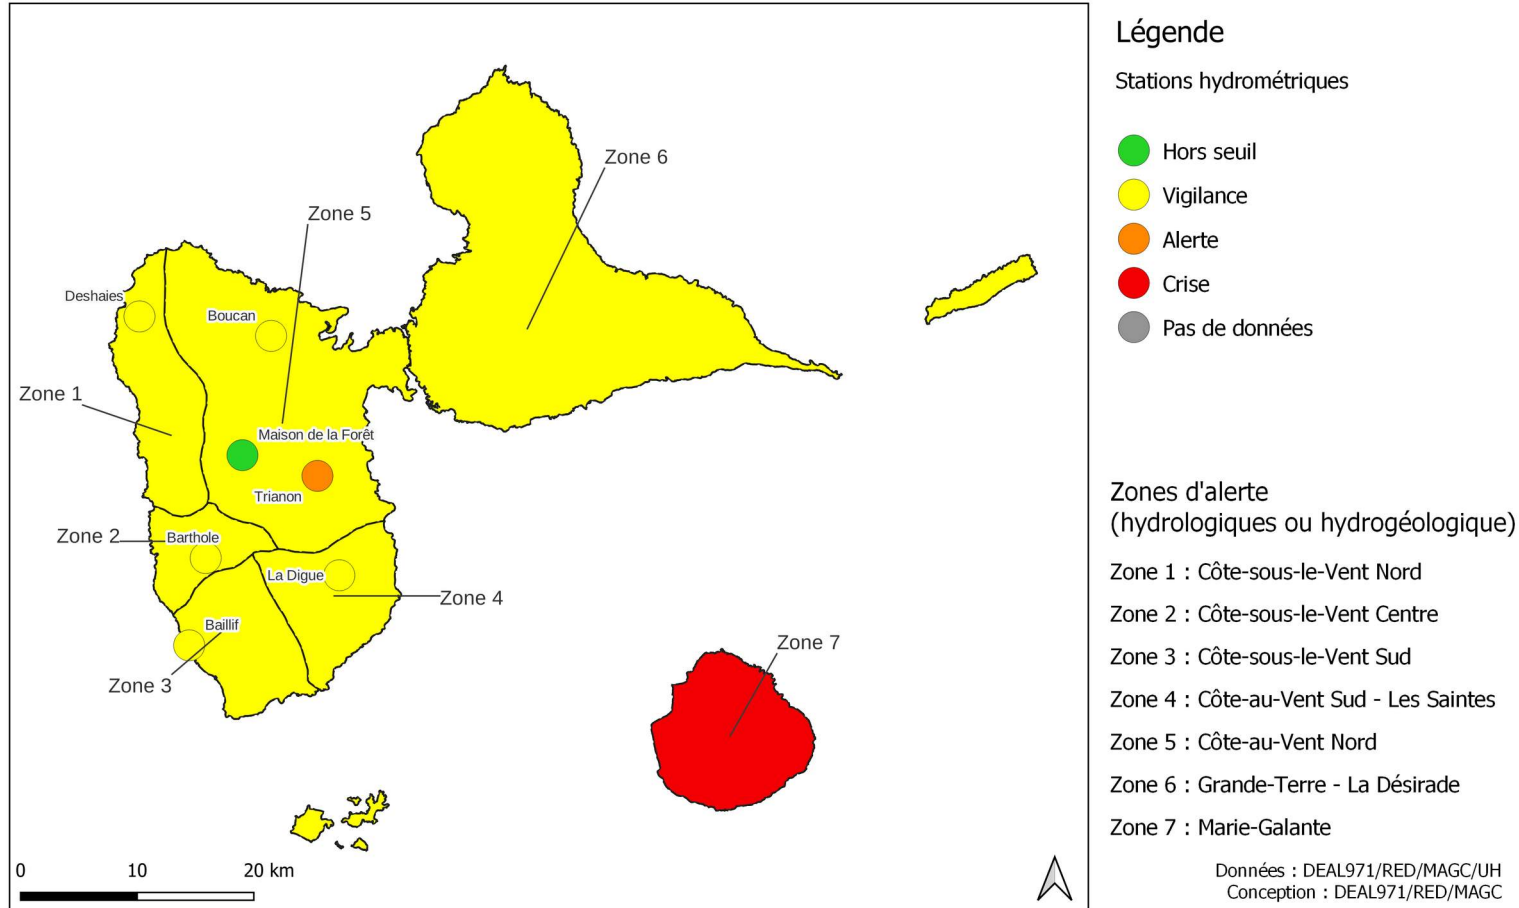 Zone 6
Zone 5
Deshaies
Boucan
Zone 1
Maison de la Forêt
Trianon
Zone 2
Barthole
La Digue
Zone 4
Baillif
Zone 3
Zone 7
0 10 20 km
Légende
Stations hydrométriques
Hors seuil
Vigilance
Alerte
Crise
Pas de données
Zones d'alerte
(hydrologiques ou hydrogéologique)
Zone 1 : Côte-sous-le-Vent Nord
Zone 2 : Côte-sous-le-Vent Centre
Zone 3 : Côte-sous-le-Vent Sud
Zone 4 : Côte-au-Vent Sud - Les Saintes
Zone 5 : Côte-au-Vent Nord
Zone 6 : Grande-Terre - La Désirade
Zone 7 : Marie-Galante
Données : DEAL971/RED/MAGC/UH
Conception : DEAL971/RED/MAGC